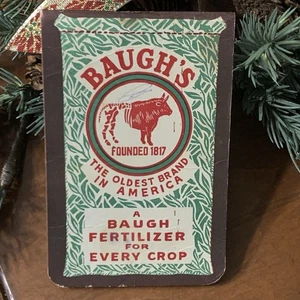 BAUGH'S
FOUNDED 1817
THE OLDEST BRAND
IN AMERICA
A
BAUGH
FERTILIZER
FOR
EVERY CROP